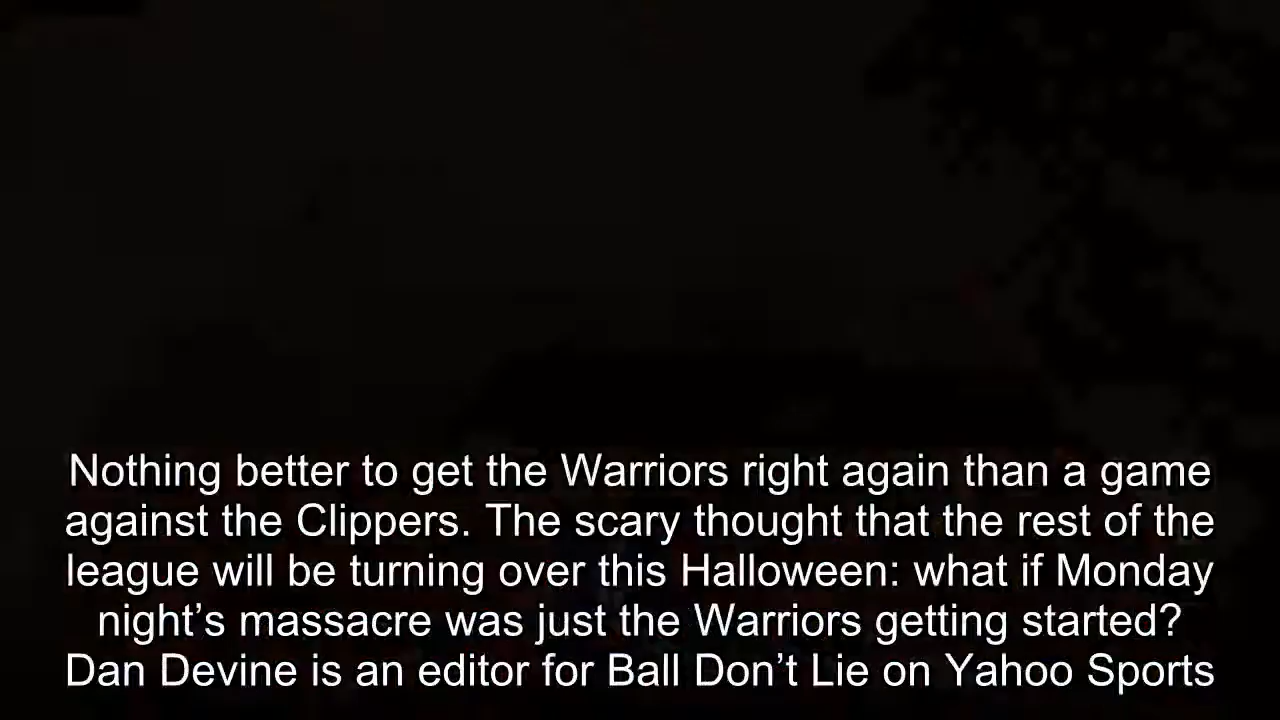 Nothing better to get the Warriors right again than a game
against the Clippers. The scary thought that the rest of the
league will be turning over this Halloween: what if Monday
night’s massacre was just the Warriors getting started?
Dan Devine is an editor for Ball Don’t Lie on Yahoo Sports